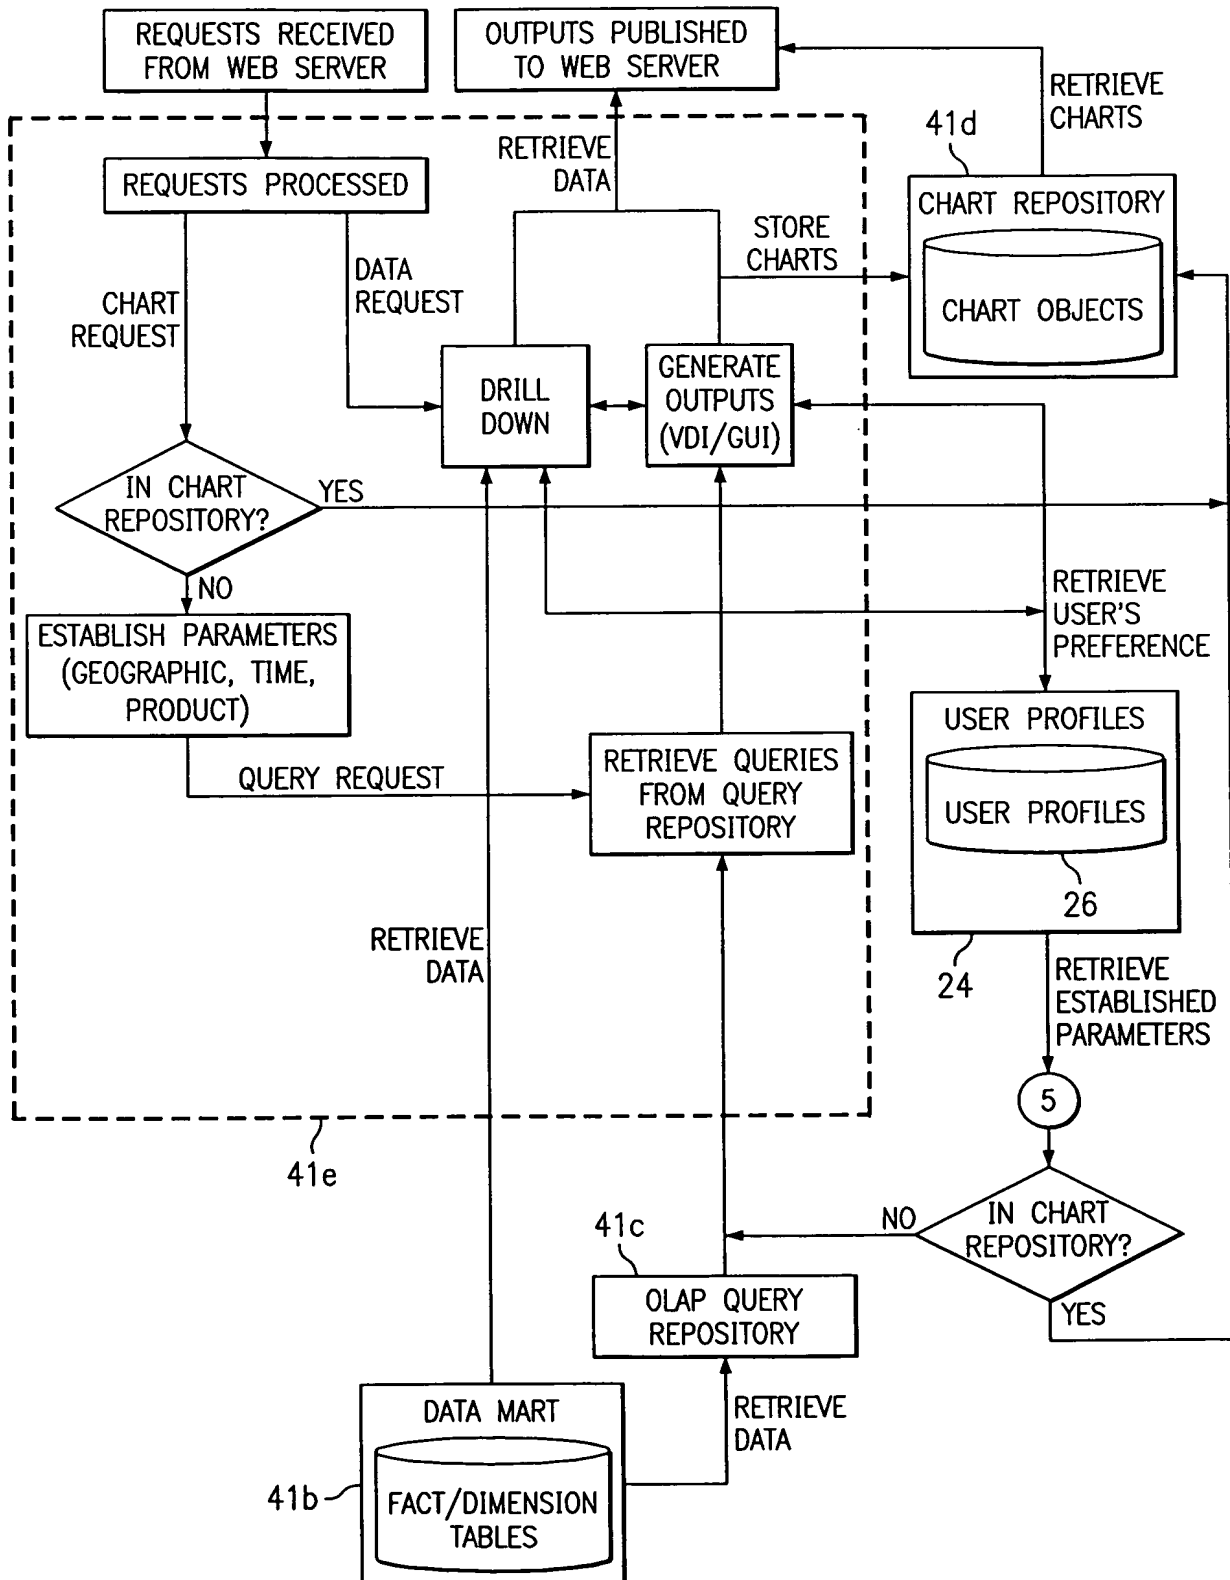 REQUESTS RECEIVED
FROM WEB SERVER
OUTPUTS PUBLISHED
TO WEB SERVER
RETRIEVE
CHARTS
41d
RETRIEVE
DATA
REQUESTS PROCESSED
CHART REPOSITORY
CHART OBJECTS
STORE
CHARTS
DATA
REQUEST
CHART
REQUEST
DRILL
DOWN
GENERATE
OUTPUTS
(VDI/GUI)
IN CHART
REPOSITORY?
YES
NO
RETRIEVE
USER'S
PREFERENCE
ESTABLISH PARAMETERS
(GEOGRAPHIC, TIME,
PRODUCT)
USER PROFILES
USER PROFILES
26
24
QUERY REQUEST
RETRIEVE QUERIES
FROM QUERY
REPOSITORY
RETRIEVE
DATA
RETRIEVE
ESTABLISHED
PARAMETERS
5
41e
IN CHART
REPOSITORY?
NO
YES
41c
OLAP QUERY
REPOSITORY
RETRIEVE
DATA
DATA MART
41b
FACT/DIMENSION
TABLES